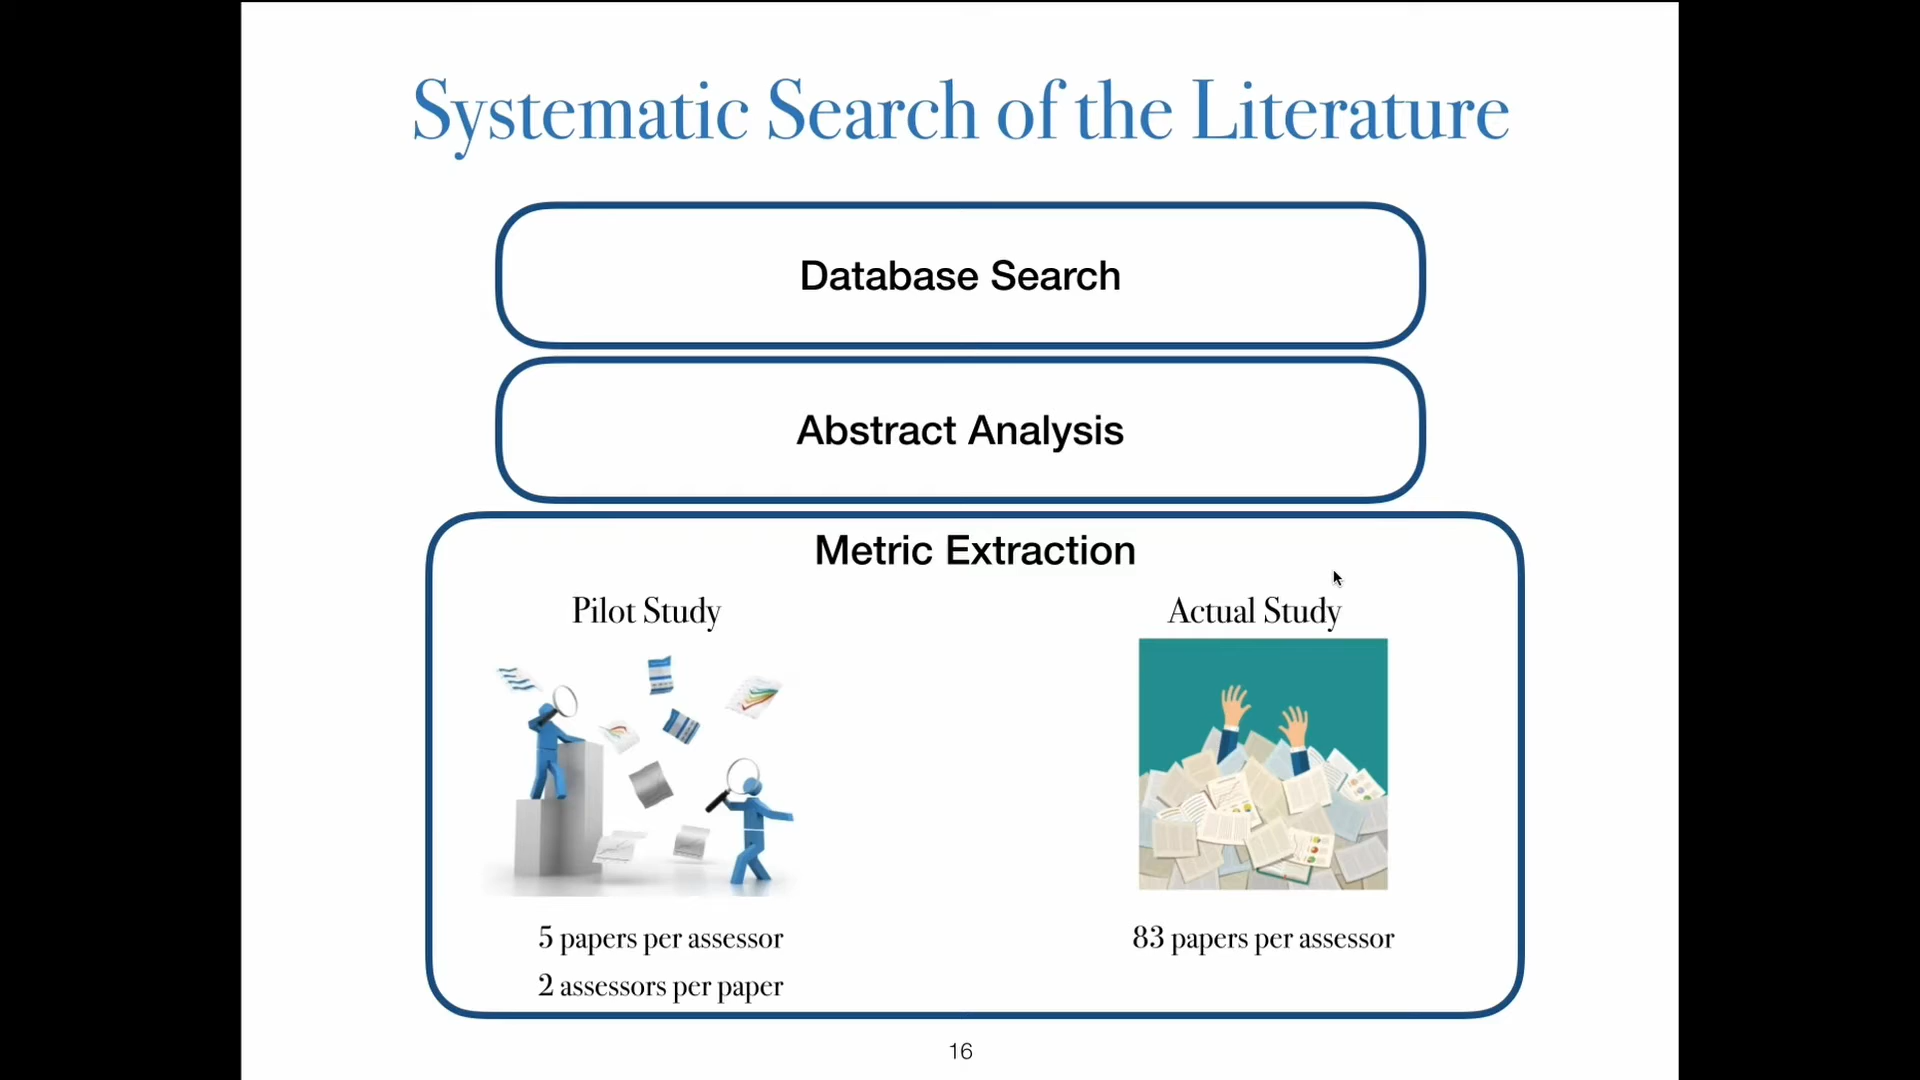 Systematic Search of the Literature
Database Search
Abstract Analysis
Metric Extraction
Pilot Study
Actual Study
5 papers per assessor
2 assessors per paper
83 papers per assessor
16